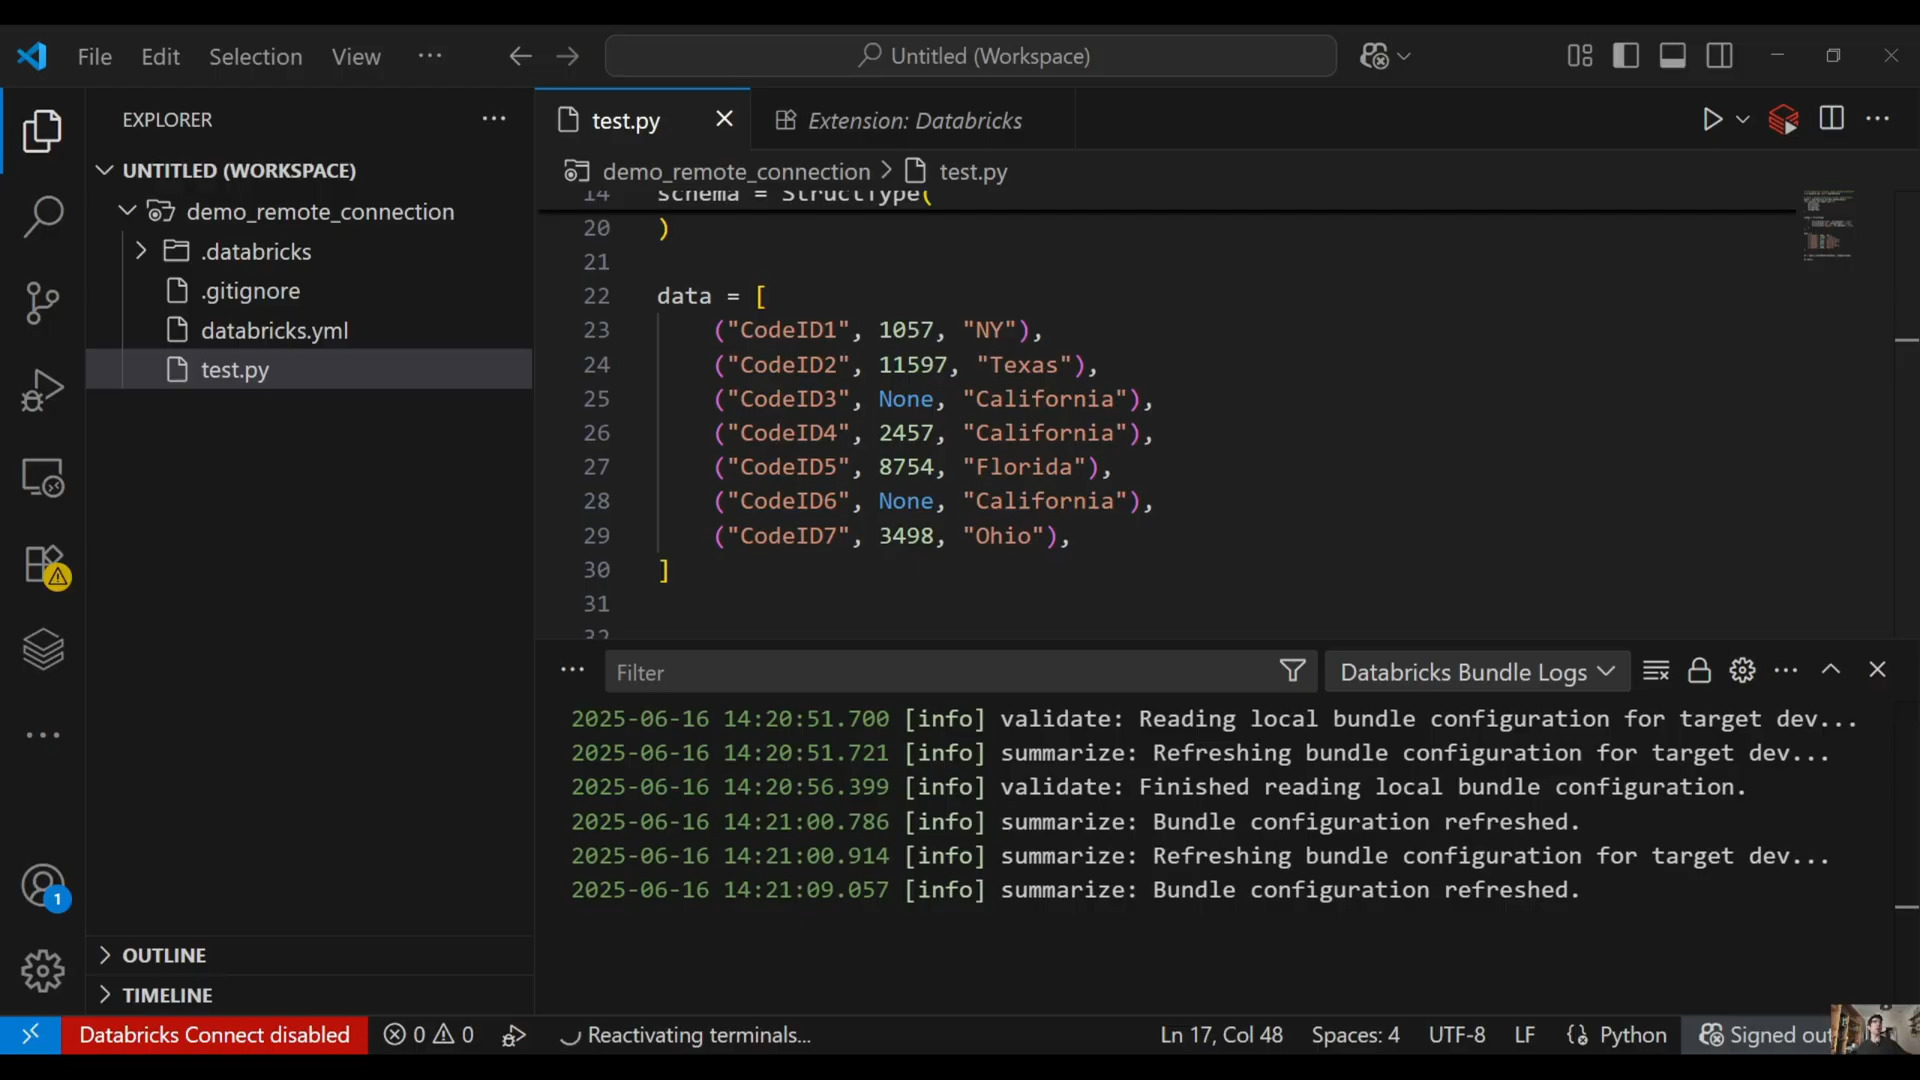 File Edit Selection View ··· Untitled (Workspace)
EXPLORER
UNTITLED (WORKSPACE)
demo_remote_connection
.databricks
.gitignore
databricks.yml
test.py
OUTLINE
TIMELINE
test.py Extension: Databricks
demo_remote_connection > test.py
14 schema = StructType(
20 )
21
22 data = [
23 ("CodeID1", 1057, "NY"),
24 ("CodeID2", 11597, "Texas"),
25 ("CodeID3", None, "California"),
26 ("CodeID4", 2457, "California"),
27 ("CodeID5", 8754, "Florida"),
28 ("CodeID6", None, "California"),
29 ("CodeID7", 3498, "Ohio"),
30 ]
31
32
Filter Databricks Bundle Logs
2025-06-16 14:20:51.700 [info] validate: Reading local bundle configuration for target dev...
2025-06-16 14:20:51.721 [info] summarize: Refreshing bundle configuration for target dev...
2025-06-16 14:20:56.399 [info] validate: Finished reading local bundle configuration.
2025-06-16 14:21:00.786 [info] summarize: Bundle configuration refreshed.
2025-06-16 14:21:00.914 [info] summarize: Refreshing bundle configuration for target dev...
2025-06-16 14:21:09.057 [info] summarize: Bundle configuration refreshed.
1
Databricks Connect disabled 0 0 Reactivating terminals... Ln 17, Col 48 Spaces: 4 UTF-8 LF Python Signed out